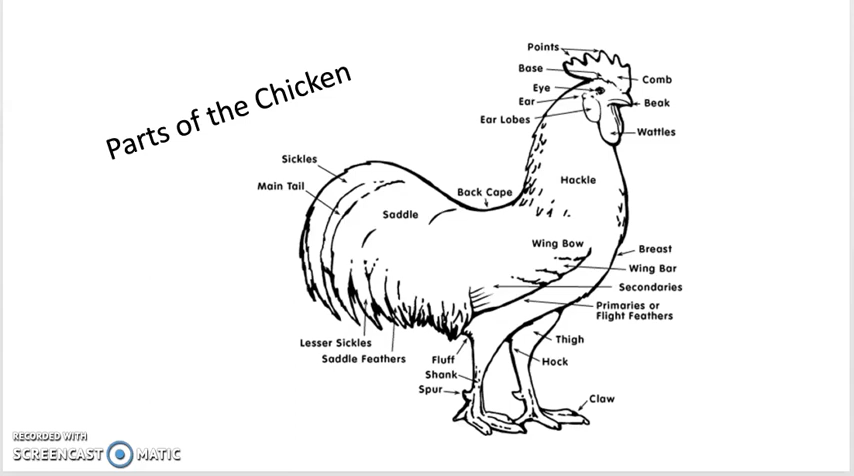 Parts of the Chicken
Points
Base
Comb
Eye
Ear
Beak
Ear Lobes
Wattles
Sickles
Hackle
Main Tail
Back Cape
Saddle
Wing Bow
Breast
Wing Bar
Secondaries
Primaries or
Flight Feathers
Lesser Sickles
Thigh
Saddle Feathers
Fluff
Hock
Shank
Spur
Claw
RECORDED WITH
SCREENCAST MATIC